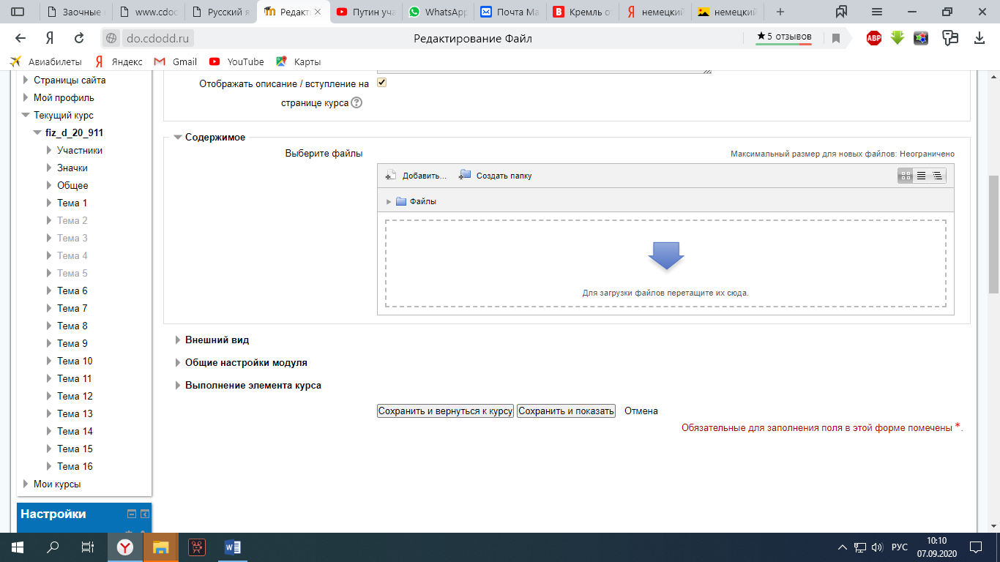 Заочные
www.cdoc
Русский я
Редакти
Путин уча
WhatsApp
Почта Ма
Кремль о
немецкий
немецкий
do.cdodd.ru
Редактирование Файл
★5 отзывов
ABP
Авиабилеты
Яндекс
Gmail
YouTube
Карты
Страницы сайта
Мой профиль
Текущий курс
fiz_d_20_911
Участники
Значки
Общее
Тема 1
Тема 2
Тема 3
Тема 4
Тема 5
Тема 6
Тема 7
Тема 8
Тема 9
Тема 10
Тема 11
Тема 12
Тема 13
Тема 14
Тема 15
Тема 16
Мои курсы
Настройки
Отображать описание / вступление на
странице курса
Содержимое
Выберите файлы
Максимальный размер для новых файлов: Неограничено
Добавить...
Создать папку
Файлы
Для загрузки файлов перетащите их сюда.
Внешний вид
Общие настройки модуля
Выполнение элемента курса
Сохранить и вернуться к курсу
Сохранить и показать
Отмена
Обязательные для заполнения поля в этой форме помечены *.
РУС
10:10
07.09.2020